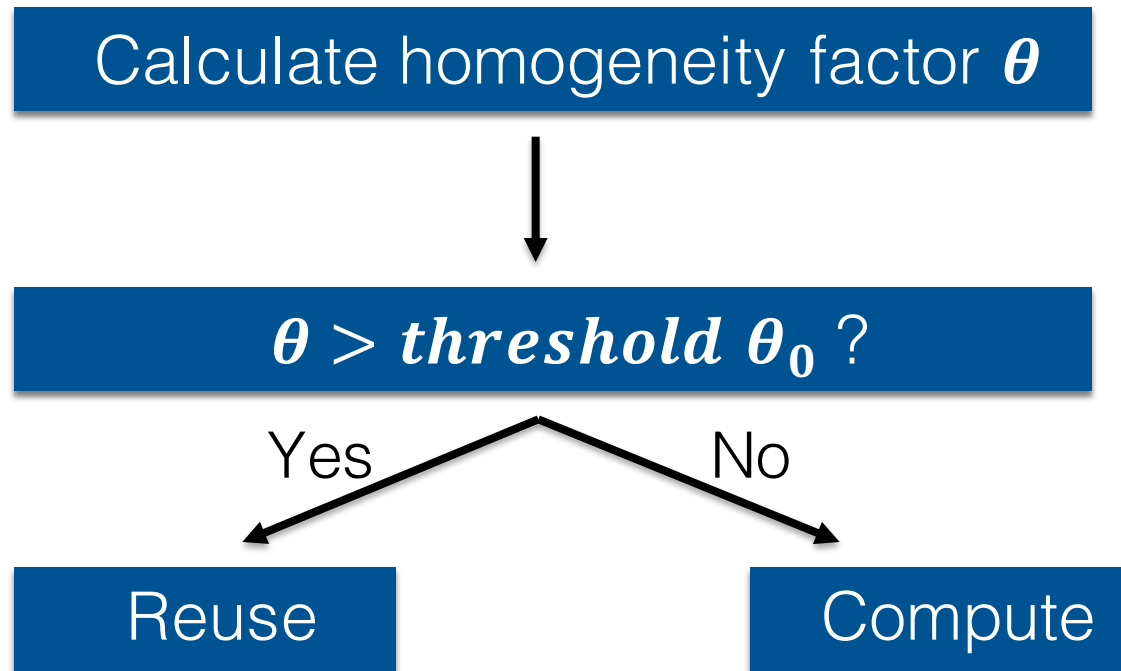 Calculate homogeneity factor θ
θ > threshold θ₀ ?
Yes
No
Reuse
Compute